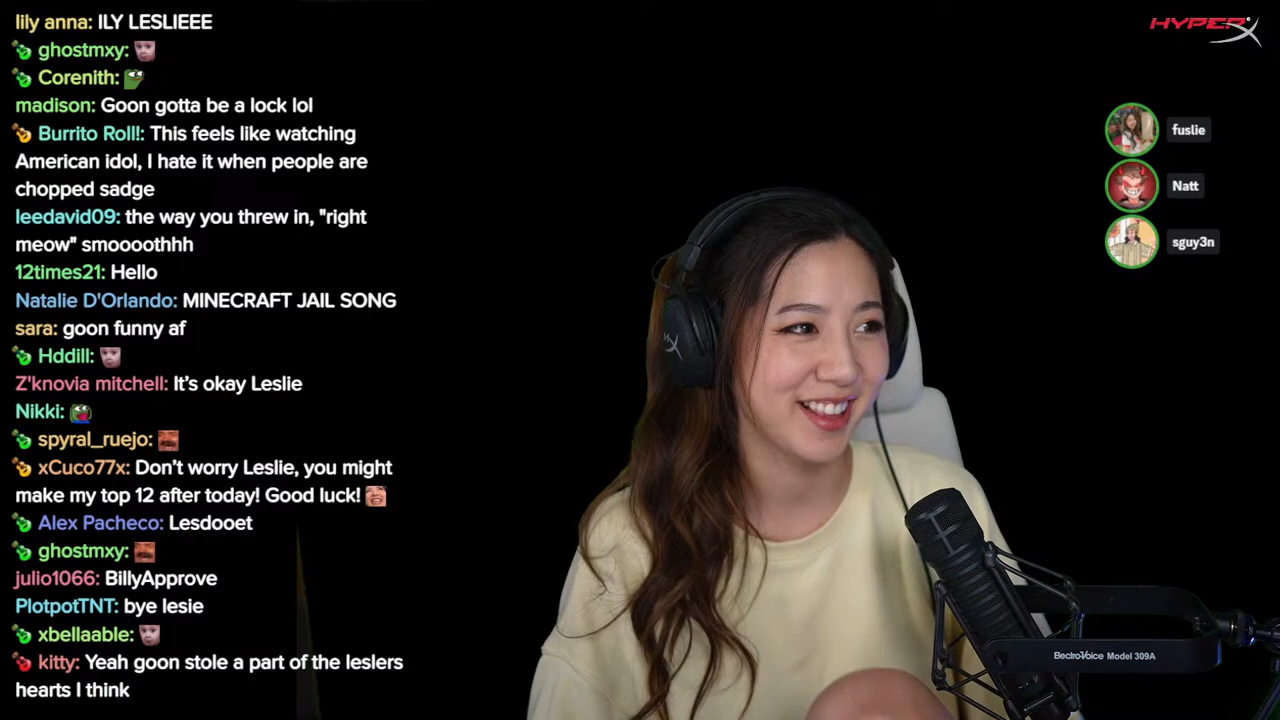 lily anna: ILY LESLIEEE
ghostmxy:
Corenith:
madison: Goon gotta be a lock lol
Burrito Roll!: This feels like watching
American idol, I hate it when people are
chopped sadge
leedavid09: the way you threw in, "right
meow" smoooothhh
12times21: Hello
Natalie D'Orlando: MINECRAFT JAIL SONG
sara: goon funny af
Hddill:
Z'knovia mitchell: It’s okay Leslie
Nikki:
spyral_ruejo:
xCuco77x: Don’t worry Leslie, you might
make my top 12 after today! Good luck!
Alex Pacheco: Lesdooet
ghostmxy:
julio1066: BillyApprove
PlotpotTNT: bye lesie
xbellaable:
kitty: Yeah goon stole a part of the leslers
hearts I think
HYPERX
fuslie
Natt
sguy3n
ElectroVoice Model 309A